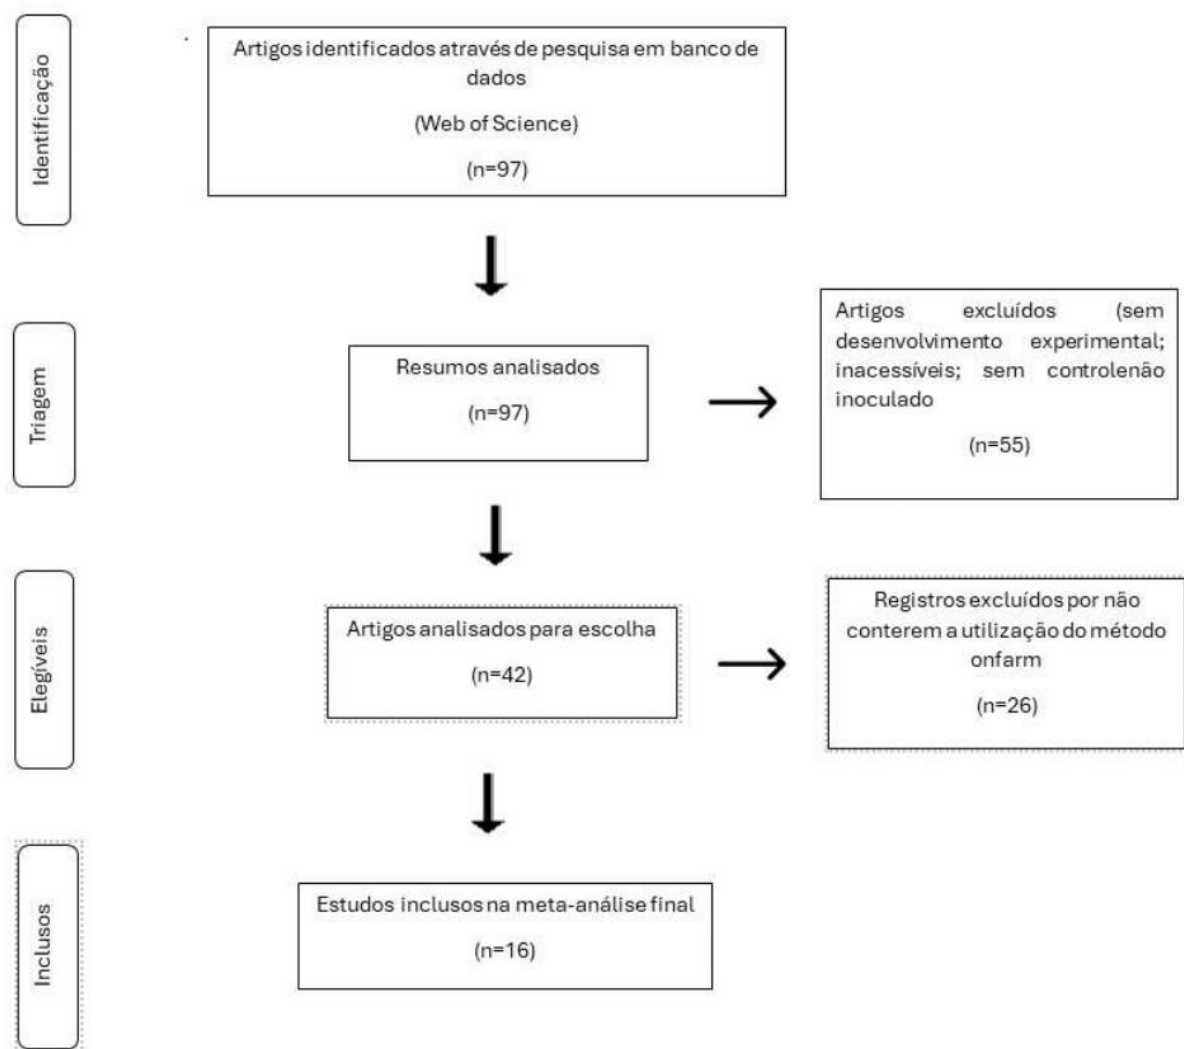 Identificação
Artigos identificados através de pesquisa em banco de
dados
(Web of Science)
(n=97)
Triagem
Resumos analisados
(n=97)
Artigos excluídos (sem
desenvolvimento experimental;
inacessíveis; sem controlenão
inoculado
(n=55)
Elegíveis
Artigos analisados para escolha
(n=42)
Registros excluídos por não
conterem a utilização do método
onfarm
(n=26)
Inclusos
Estudos inclusos na meta-análise final
(n=16)